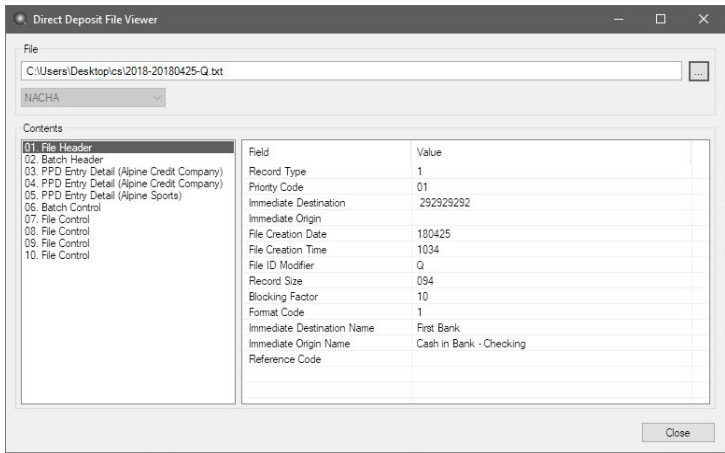 Direct Deposit File Viewer
File
C:\Users\Desktop\cs\2018-20180425-Q.txt
...
NACHA
Contents
01. File Header
02. Batch Header
03. PPD Entry Detail (Alpine Credit Company)
04. PPD Entry Detail (Alpine Credit Company)
05. PPD Entry Detail (Alpine Sports)
06. Batch Control
07. File Control
08. File Control
09. File Control
10. File Control
Field Value
Record Type 1
Priority Code 01
Immediate Destination 292929292
Immediate Origin
File Creation Date 180425
File Creation Time 1034
File ID Modifier Q
Record Size 094
Blocking Factor 10
Format Code 1
Immediate Destination Name First Bank
Immediate Origin Name Cash in Bank - Checking
Reference Code
Close